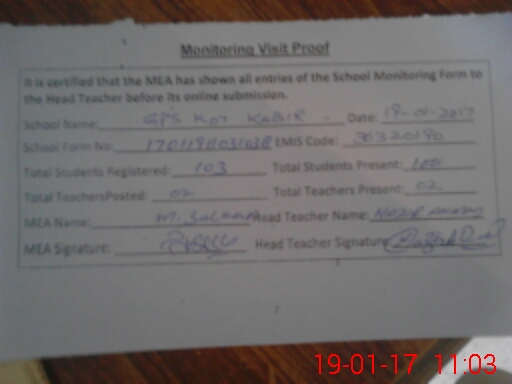 Monitoring Visit Proof
It is certified that the MEA has shown all entries of the School Monitoring Form to
the Head Teacher before its online submission.
School Name: GPS KOT KABIR Date: 19-01-2017
School Form No: EMIS Code:
Total Students Registered: 103 Total Students Present: 100
Total TeachersPosted: 02 Total Teachers Present: 02
MEA Name: M. Salman Head Teacher Name:
MEA Signature: Head Teacher Signature
19-01-17 11:03